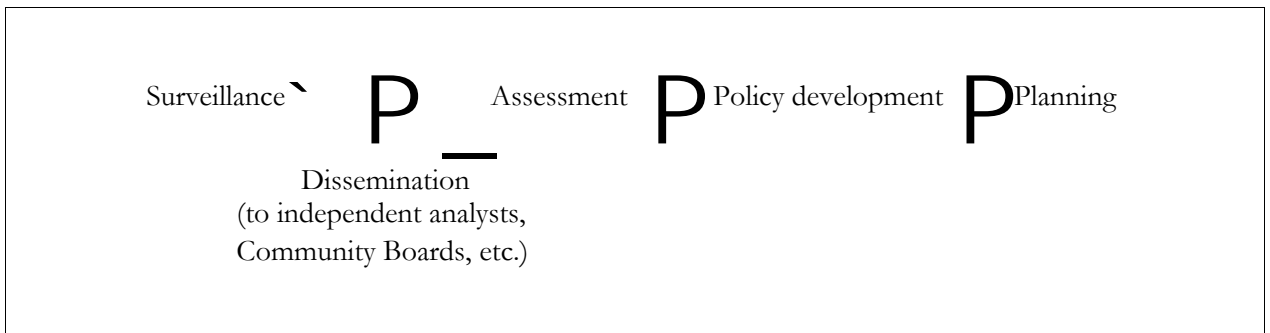 Surveillance` P _ Assessment P Policy development P Planning
Dissemination
(to independent analysts,
Community Boards, etc.)